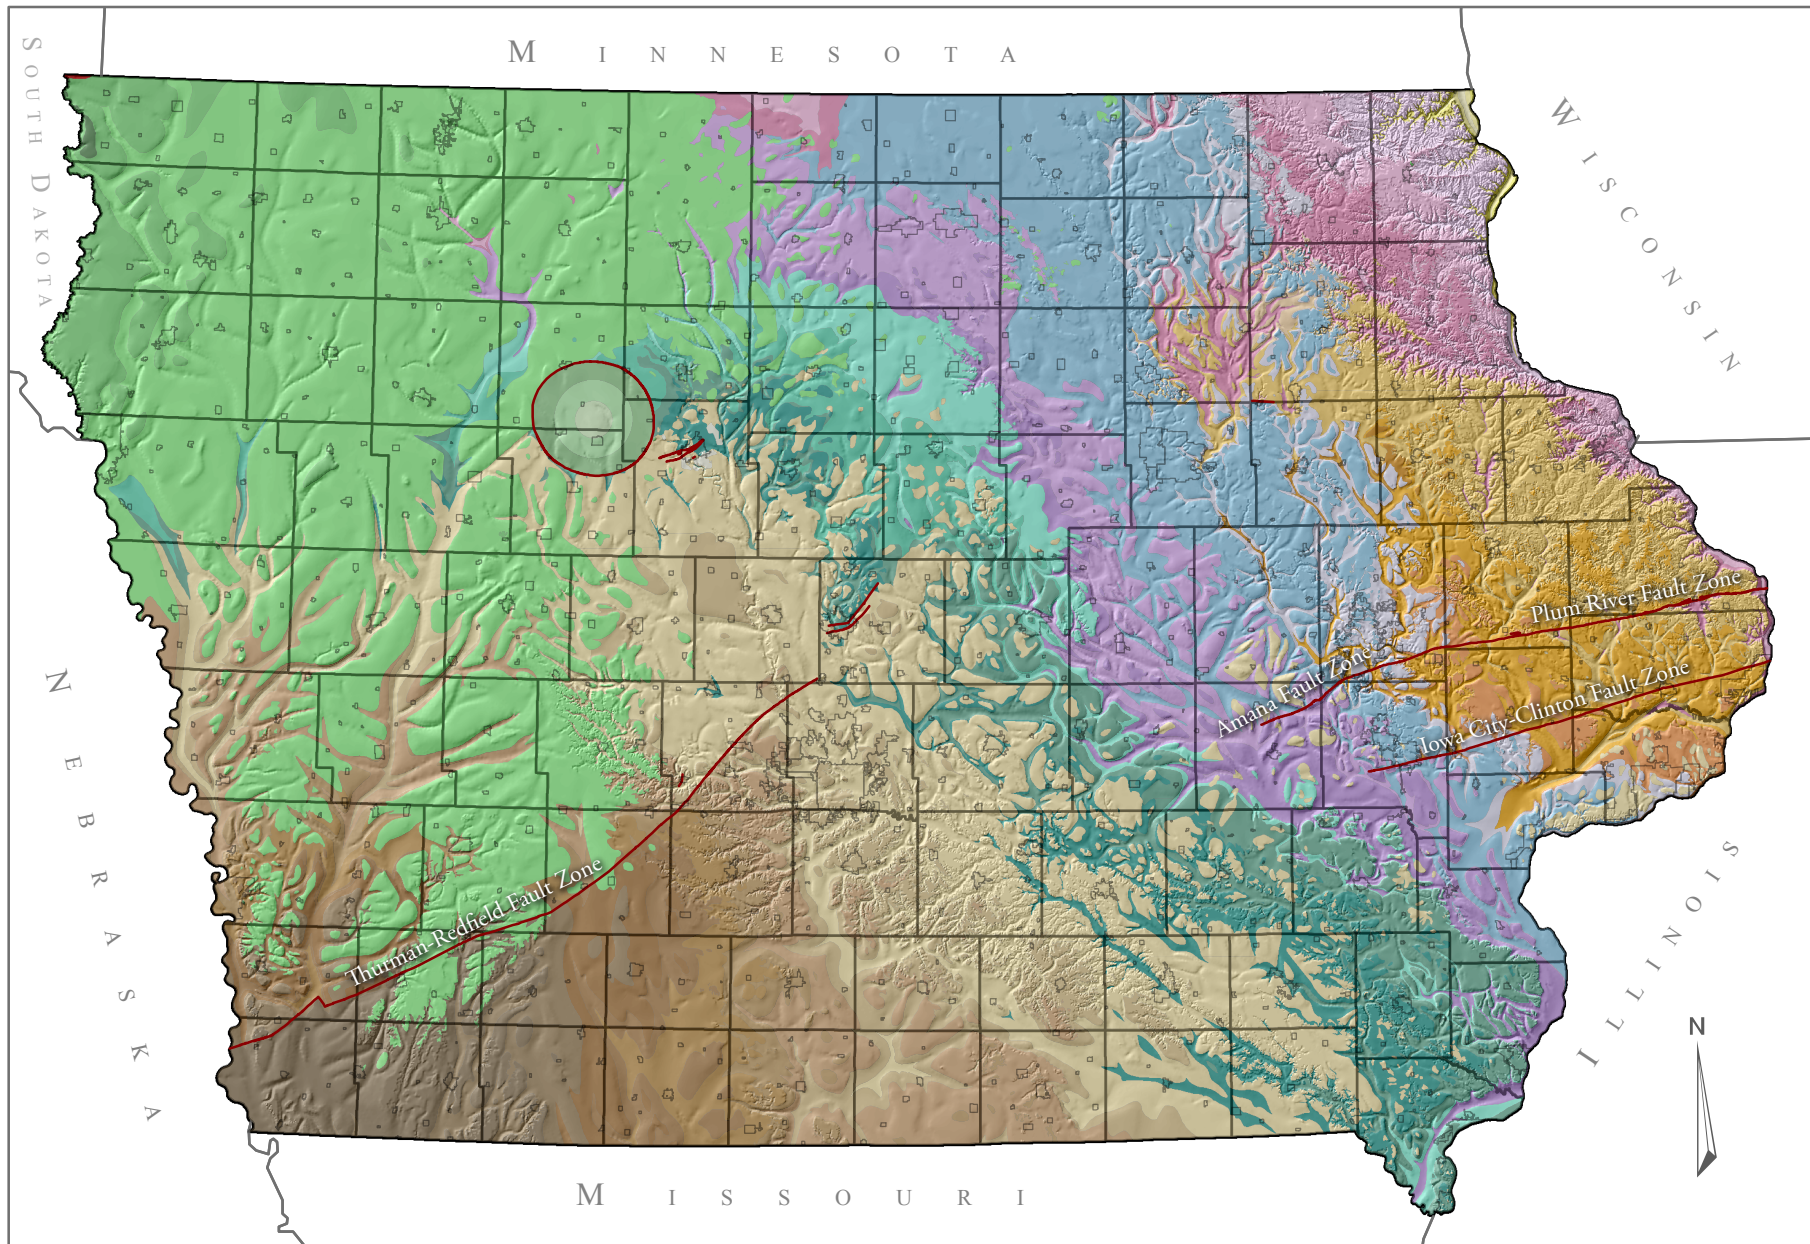 MINNESOTA
SOUTH DAKOTA
WISCONSIN
Plum River Fault Zone
Amana Fault Zone
Iowa City-Clinton Fault Zone
NEBRASKA
Thurman-Redfield Fault Zone
ILLINOIS
N
MISSOURI